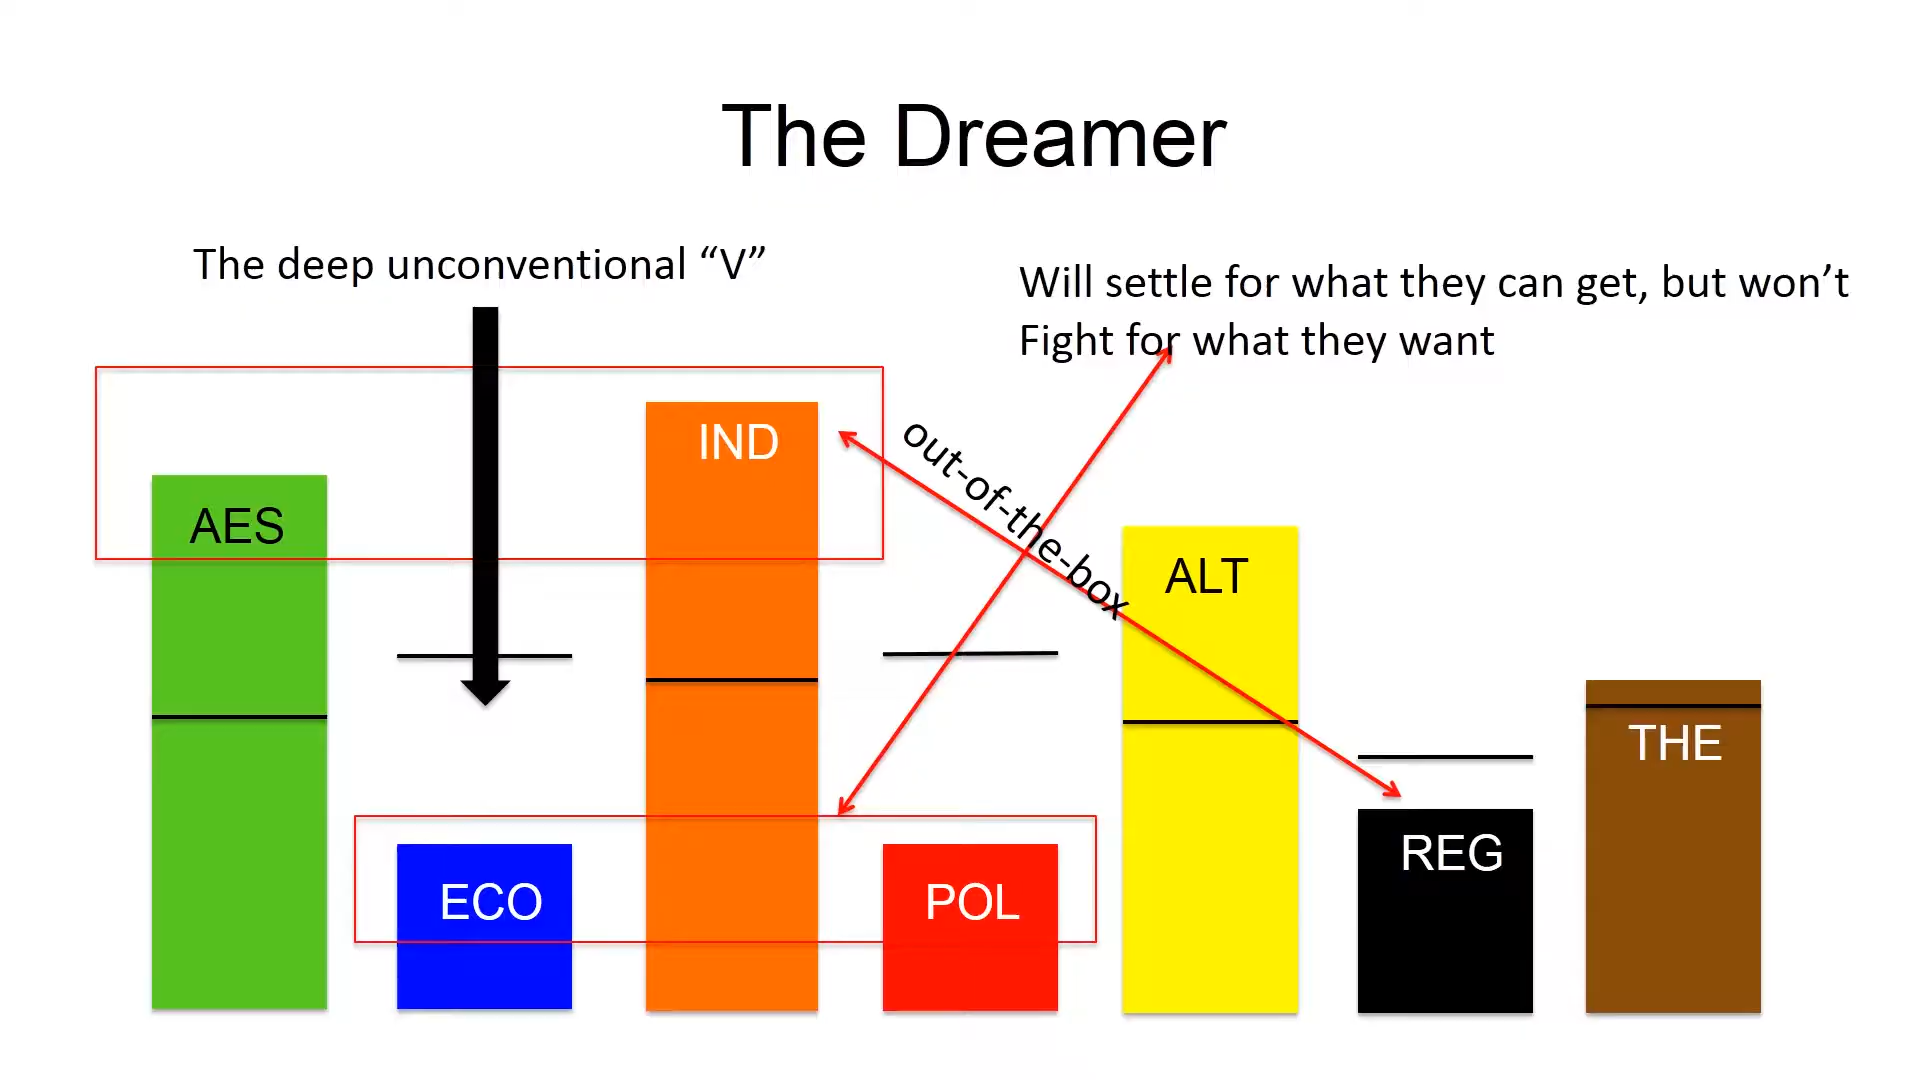 The Dreamer
The deep unconventional “V”
Will settle for what they can get, but won’t
Fight for what they want
out-of-the-box
AES
ECO
IND
POL
ALT
REG
THE